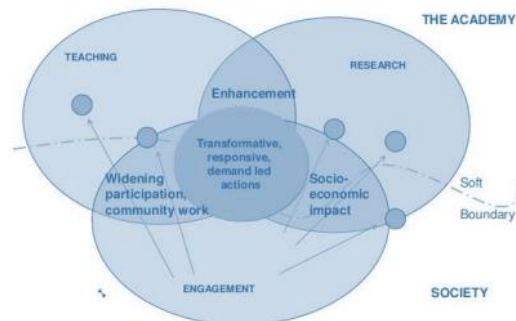 THE ACADEMY
TEACHING
RESEARCH
Enhancement
Transformative,
responsive,
demand led
actions
Widening
participation,
community work
Socio-
economic
impact
Soft
Boundary
ENGAGEMENT
SOCIETY